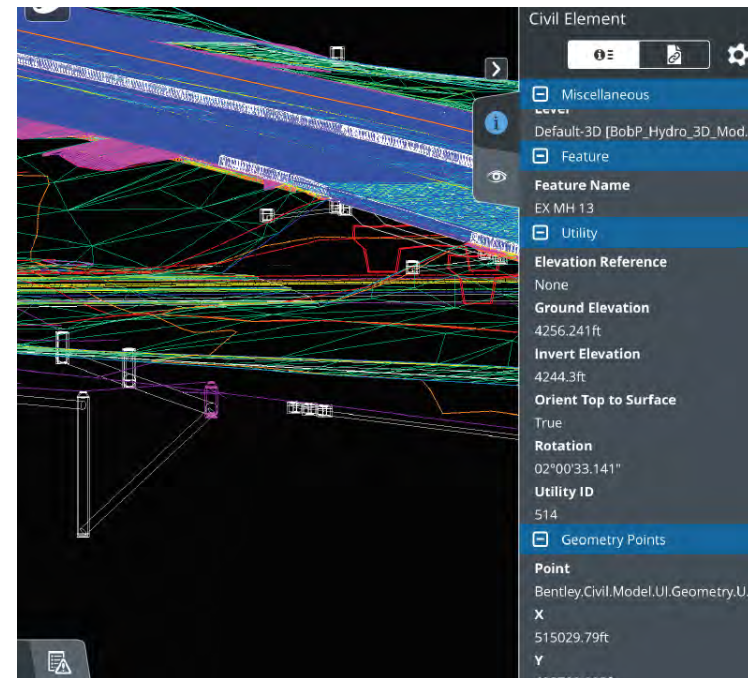 Civil Element
Miscellaneous
Level
Default-3D [BobP_Hydro_3D_Mod...
Feature
Feature Name
EX MH 13
Utility
Elevation Reference
None
Ground Elevation
4256.241ft
Invert Elevation
4244.3ft
Orient Top to Surface
True
Rotation
02°00'33.141"
Utility ID
514
Geometry Points
Point
Bentley.Civil.Model.UI.Geometry.U...
X
515029.79ft
Y